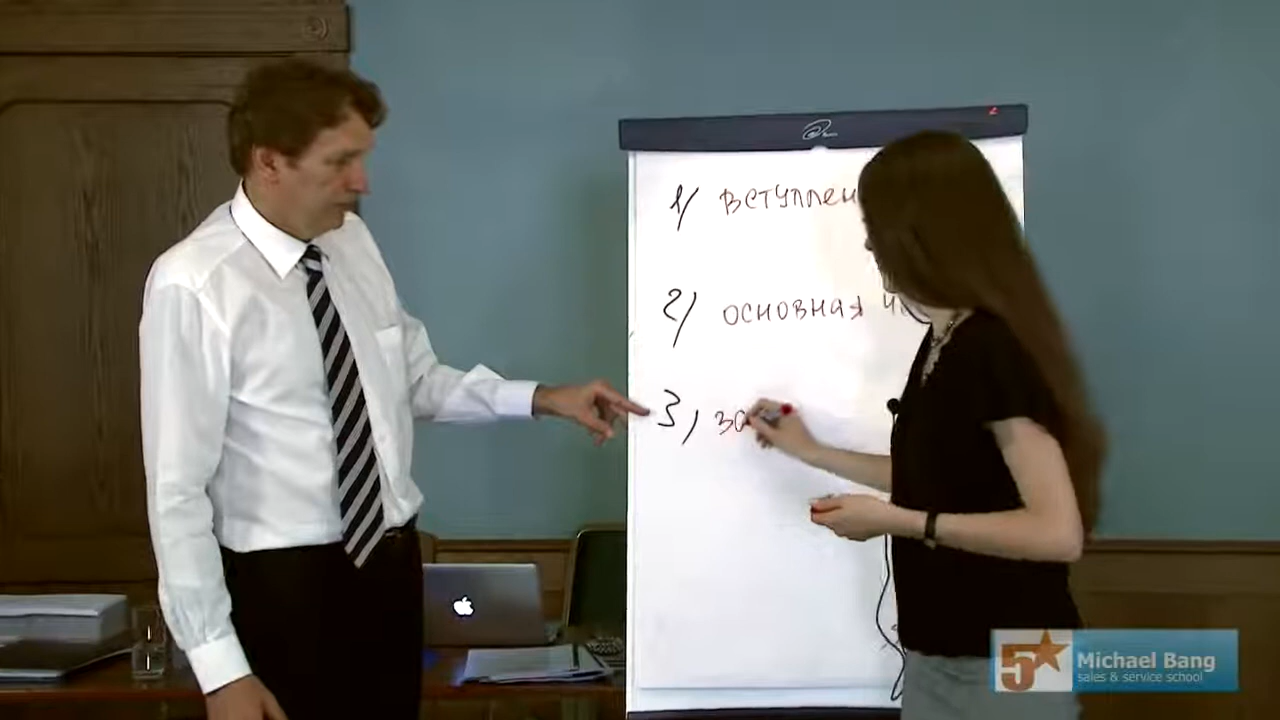 1) вступлен
2) основная ч
3) за
5 Michael Bang
sales & service school